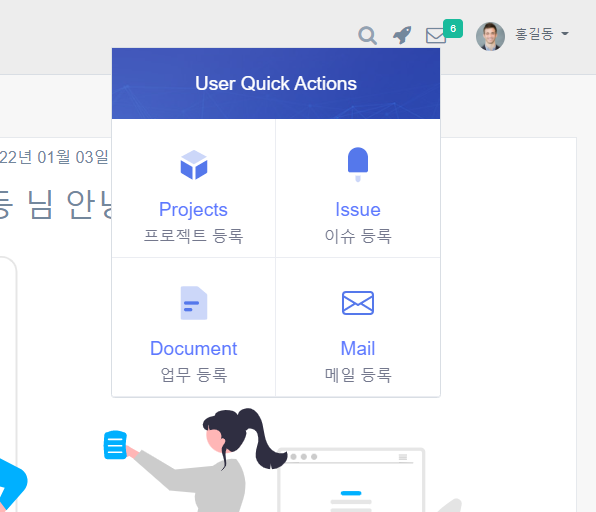 6
홍길동
User Quick Actions
22년 01월 03일
님 안녕
Projects
프로젝트 등록
Issue
이슈 등록
Document
업무 등록
Mail
메일 등록